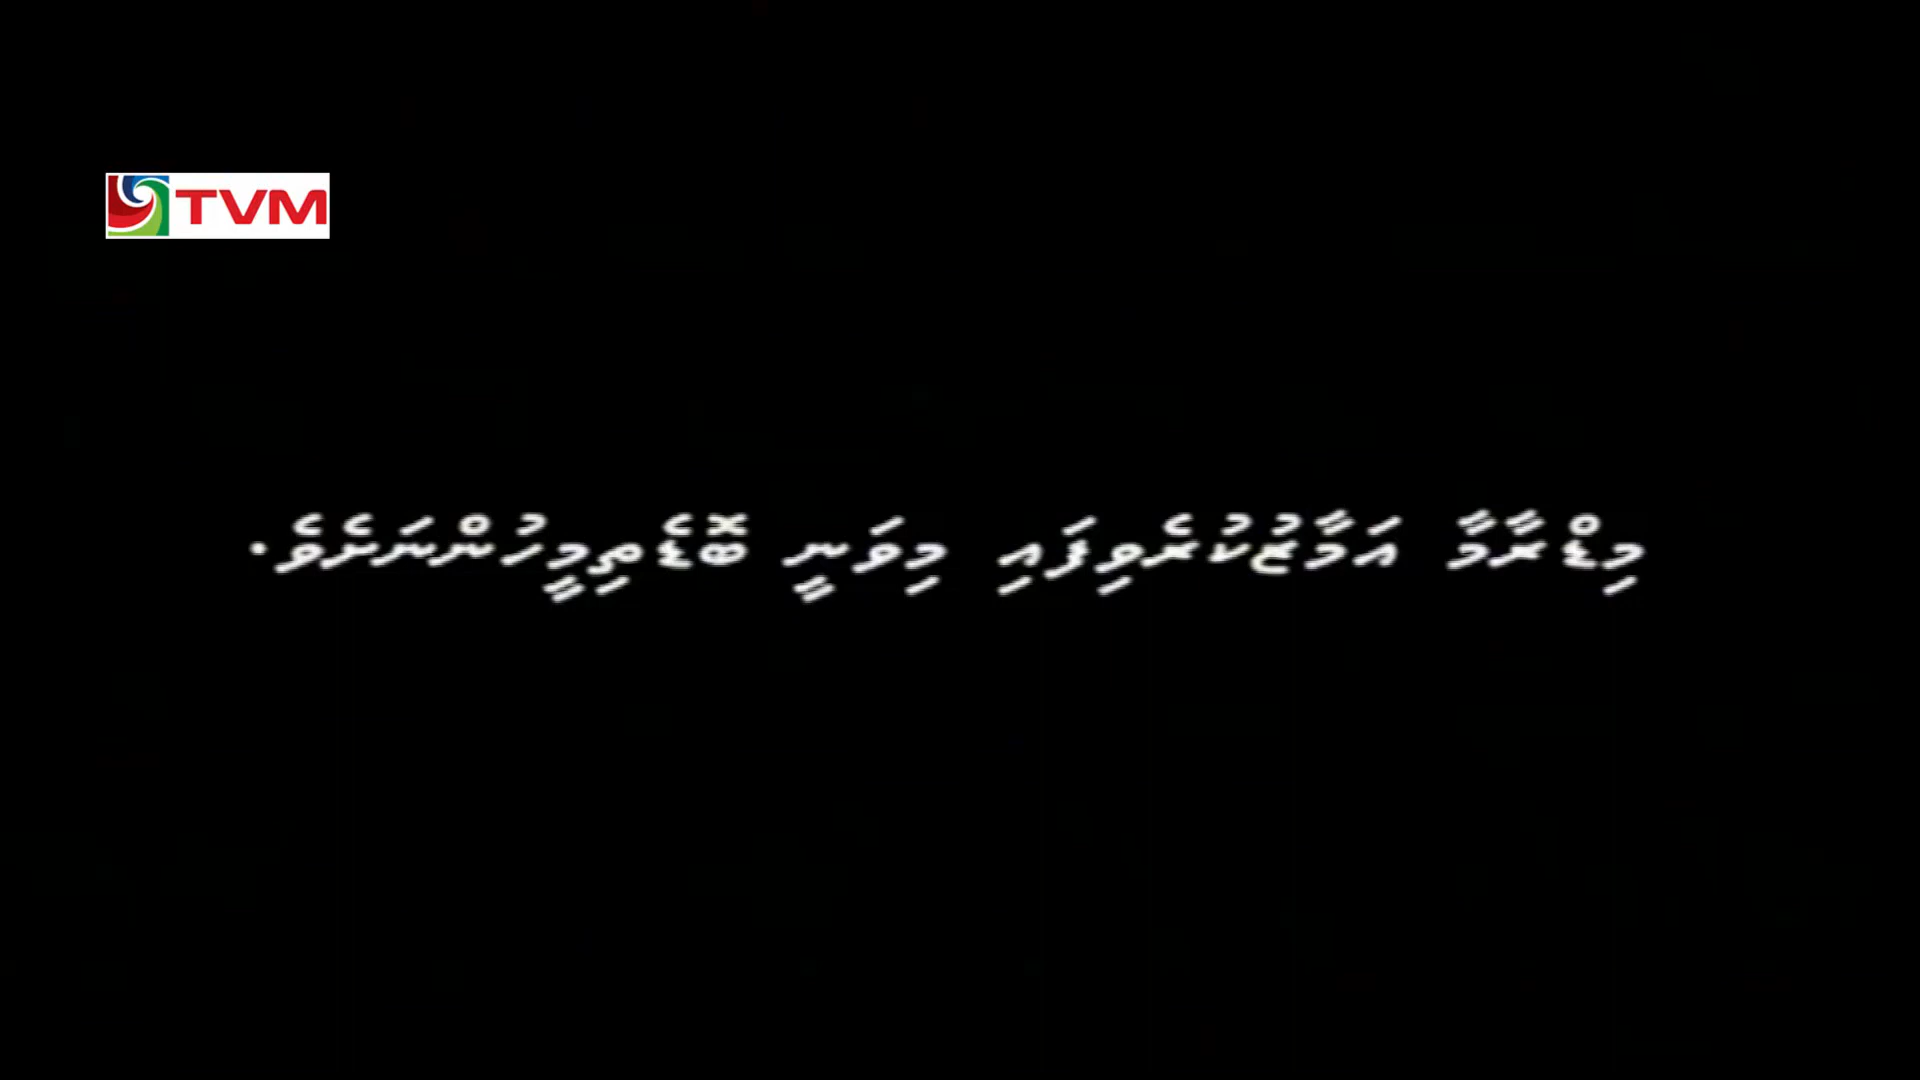 TVM
މިޑްރާމާ އަމާޒުކުރެވިފައި މިވަނީ ބޮޑެތިމީހުންނަށެވެ.